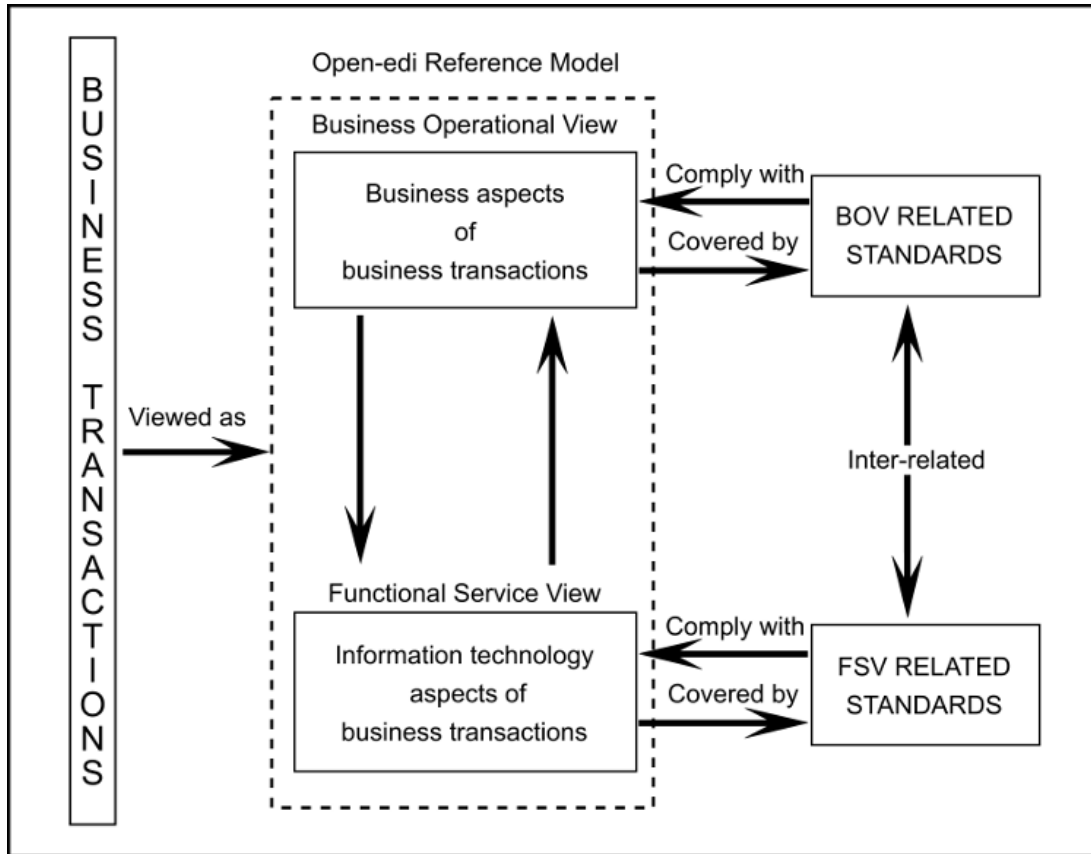 BUSINESS TRANSACTIONS
Open-edi Reference Model
Business Operational View
Business aspects
of
business transactions
Comply with
Covered by
BOV RELATED
STANDARDS
Viewed as
Inter-related
Functional Service View
Information technology
aspects of
business transactions
Comply with
Covered by
FSV RELATED
STANDARDS